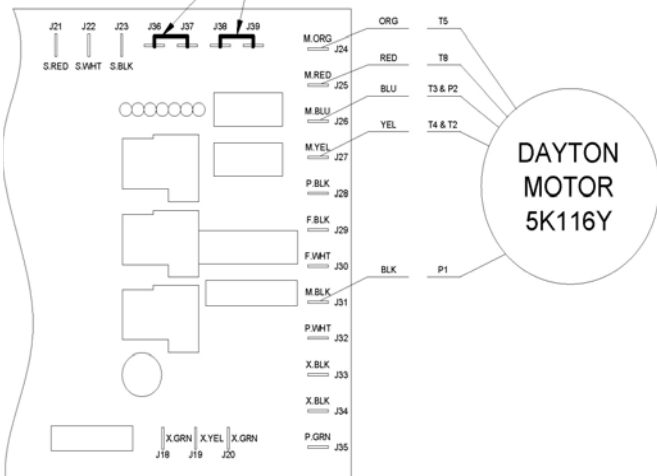 J21 J22 J23 J36 J37 J38 J39
S.RED S.WHT S.BLK
M.ORG J24
M.RED J25
M.BLU J26
M.YEL J27
P.BLK J28
F.BLK J29
F.WHT J30
M.BLK J31
P.WHT J32
X.BLK J33
X.BLK J34
P.GRN J35
X.GRN X.YEL X.GRN
J18 J19 J20
ORG T5
RED T8
BLU T3 & P2
YEL T4 & T2
BLK P1
DAYTON
MOTOR
5K116Y